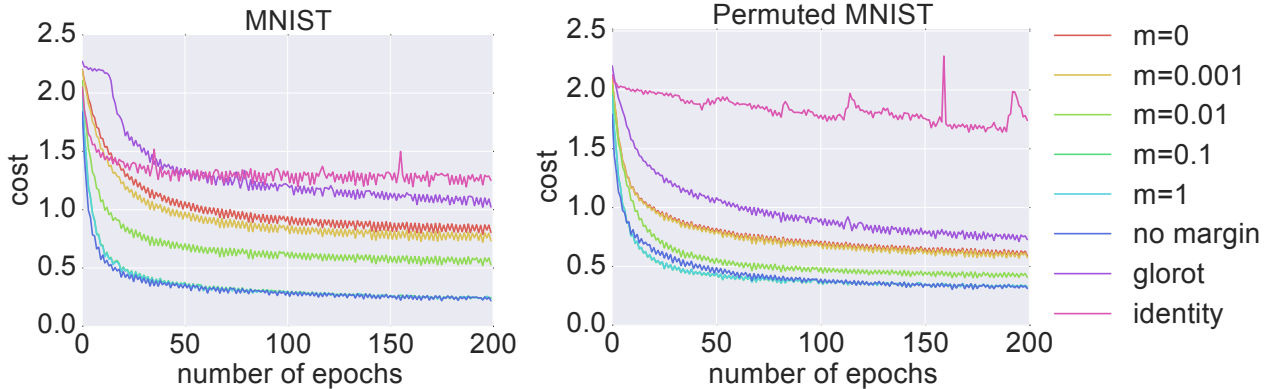 MNIST
2.5
2.0
1.5
1.0
0.5
0.0
cost
0 50 100 150 200
number of epochs
Permuted MNIST
2.5
2.0
1.5
1.0
0.5
0.0
cost
0 50 100 150 200
number of epochs
m=0
m=0.001
m=0.01
m=0.1
m=1
no margin
glorot
identity